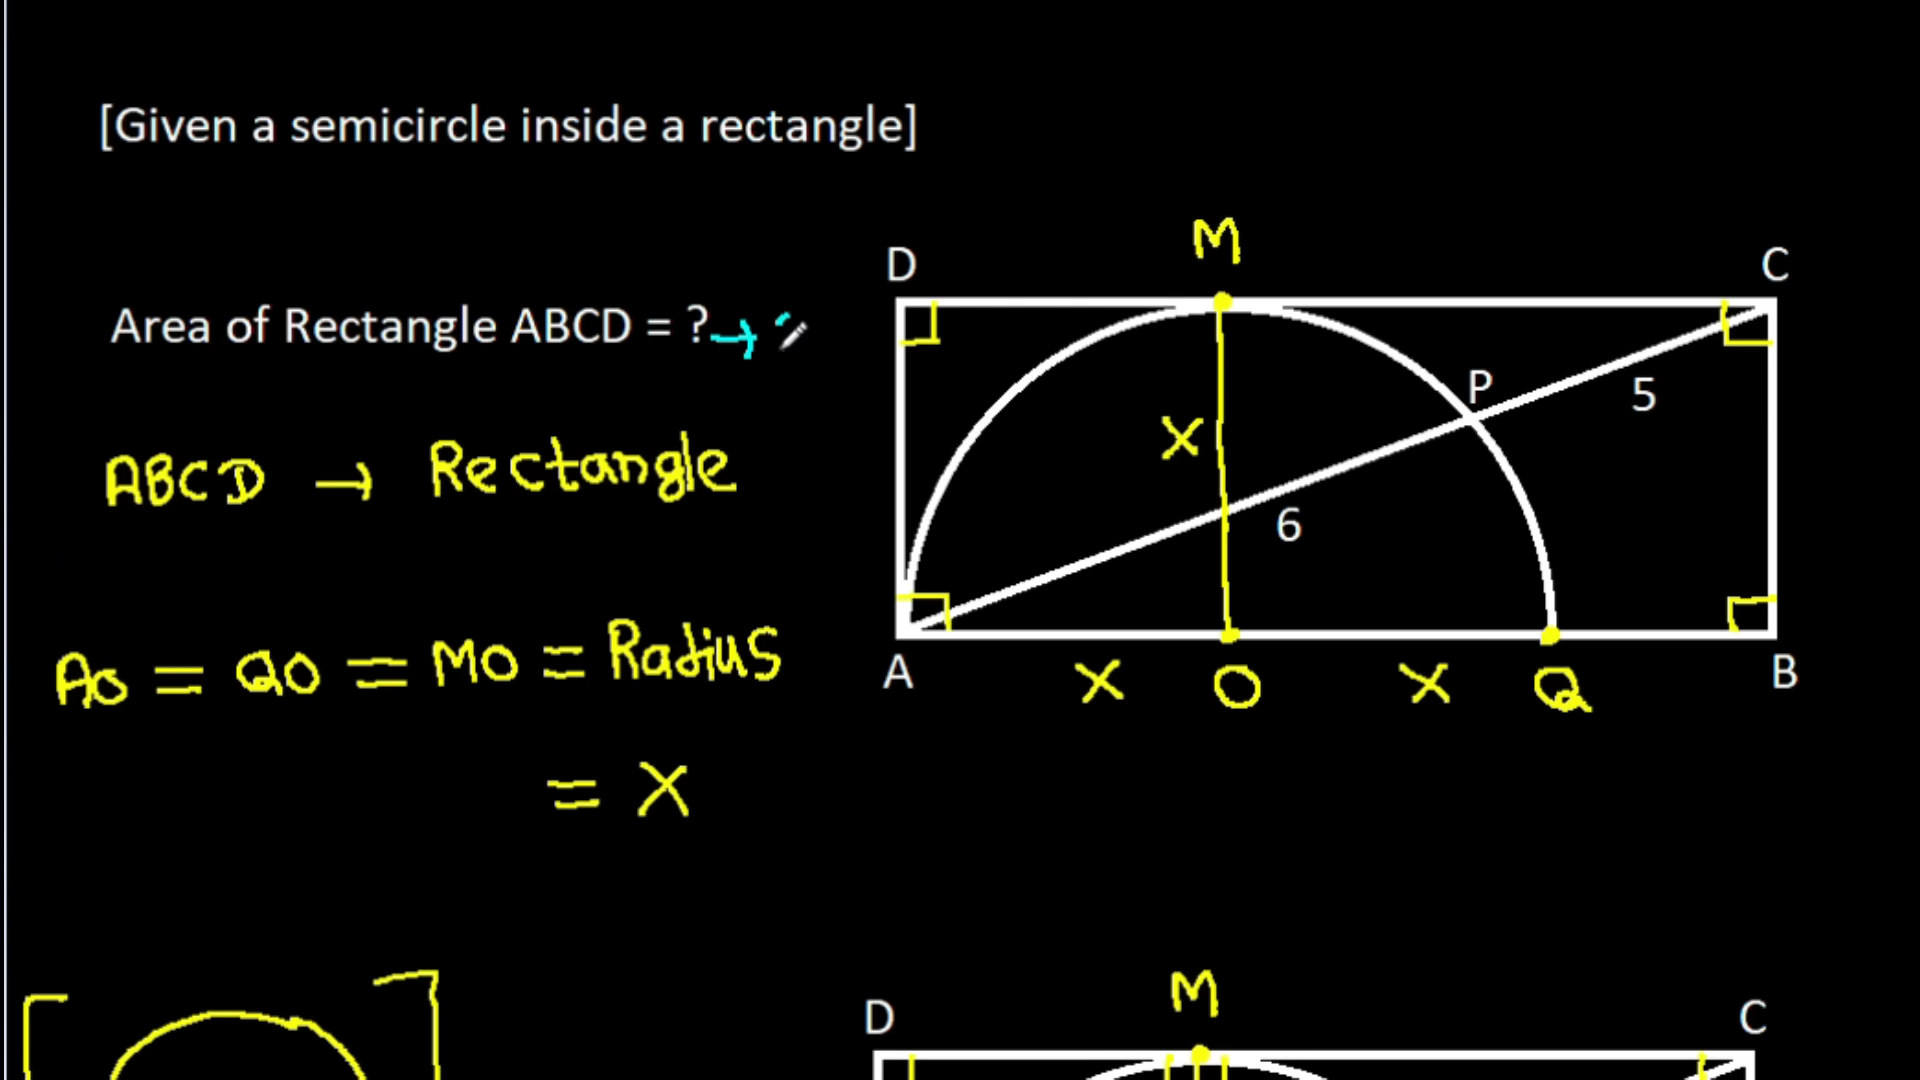 [Given a semicircle inside a rectangle]
M
D C
Area of Rectangle ABCD = ? →
P
5
X
ABCD → Rectangle
6
AO = QO = MO = Radius
A X O X Q B
= X
M
D C